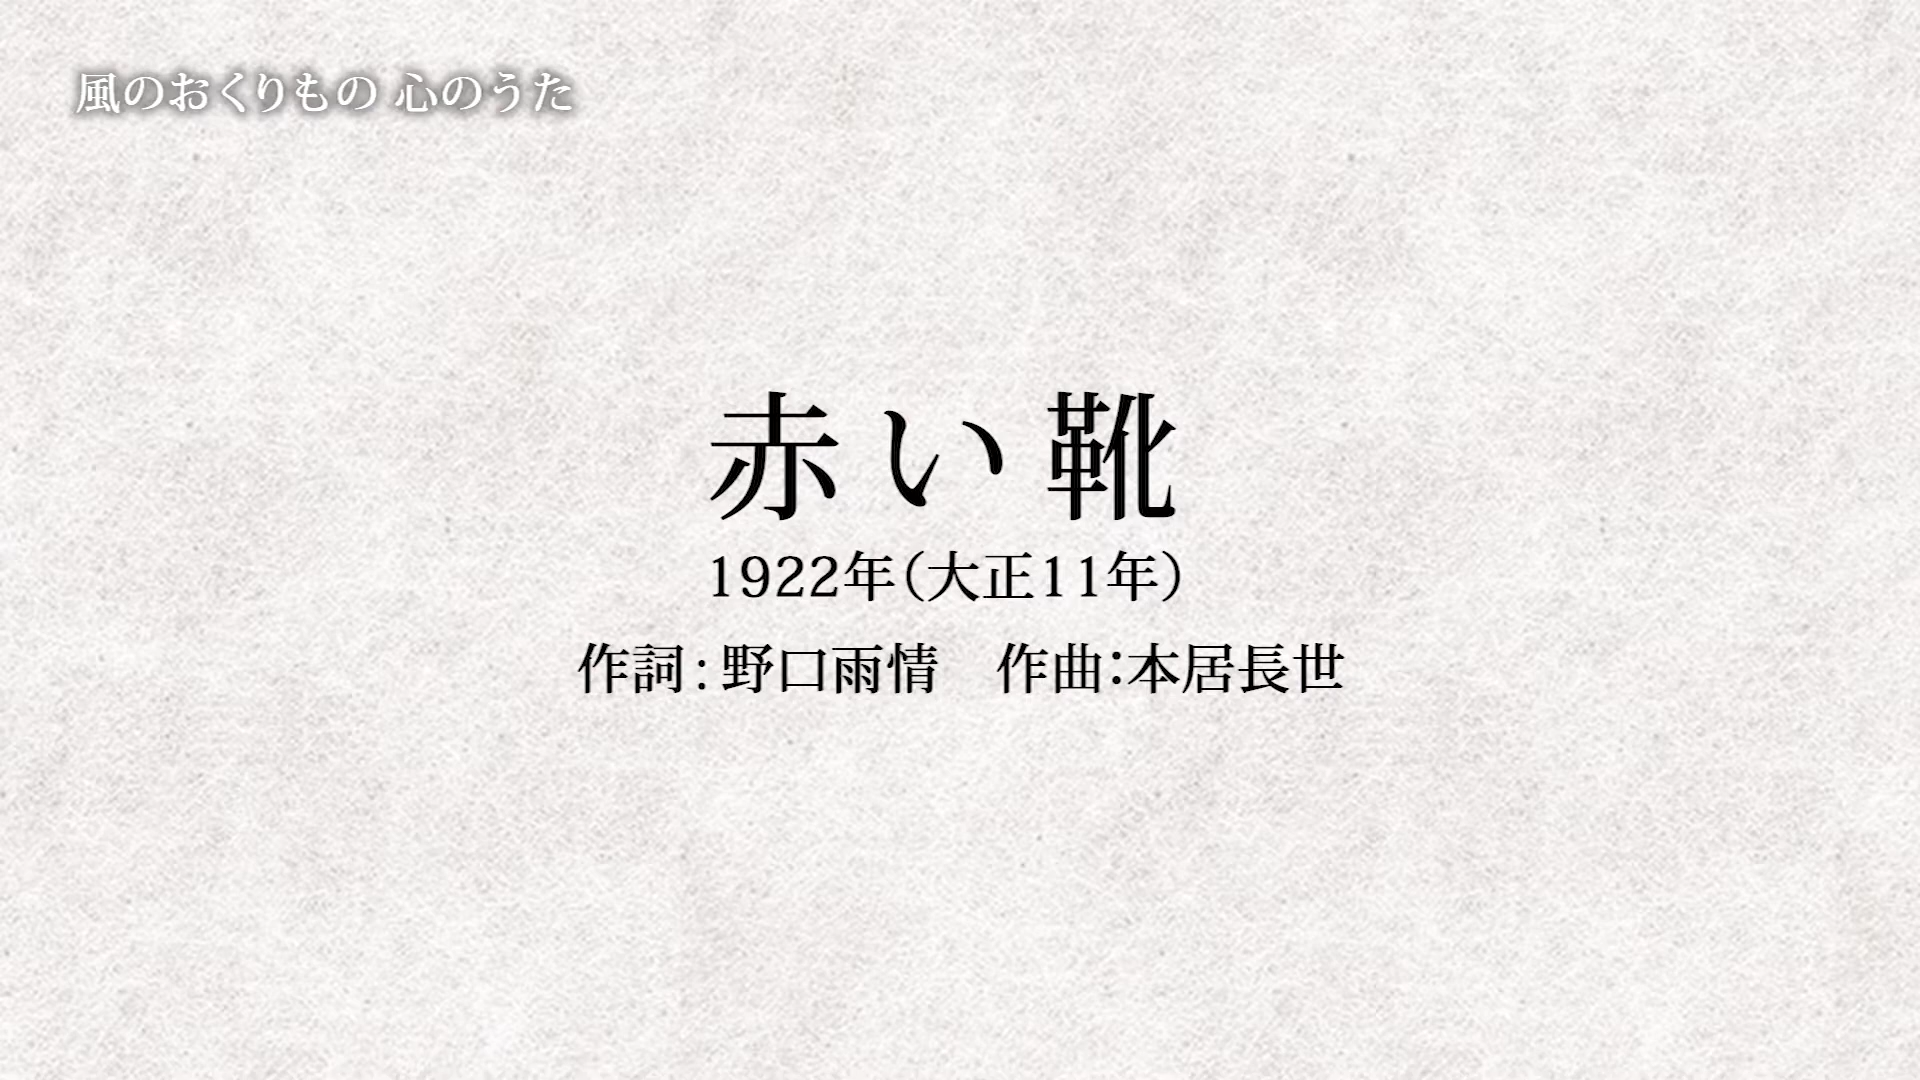 風のおくりもの 心のうた
赤い靴
1922年(大正11年)
作詞:野口雨情　作曲:本居長世